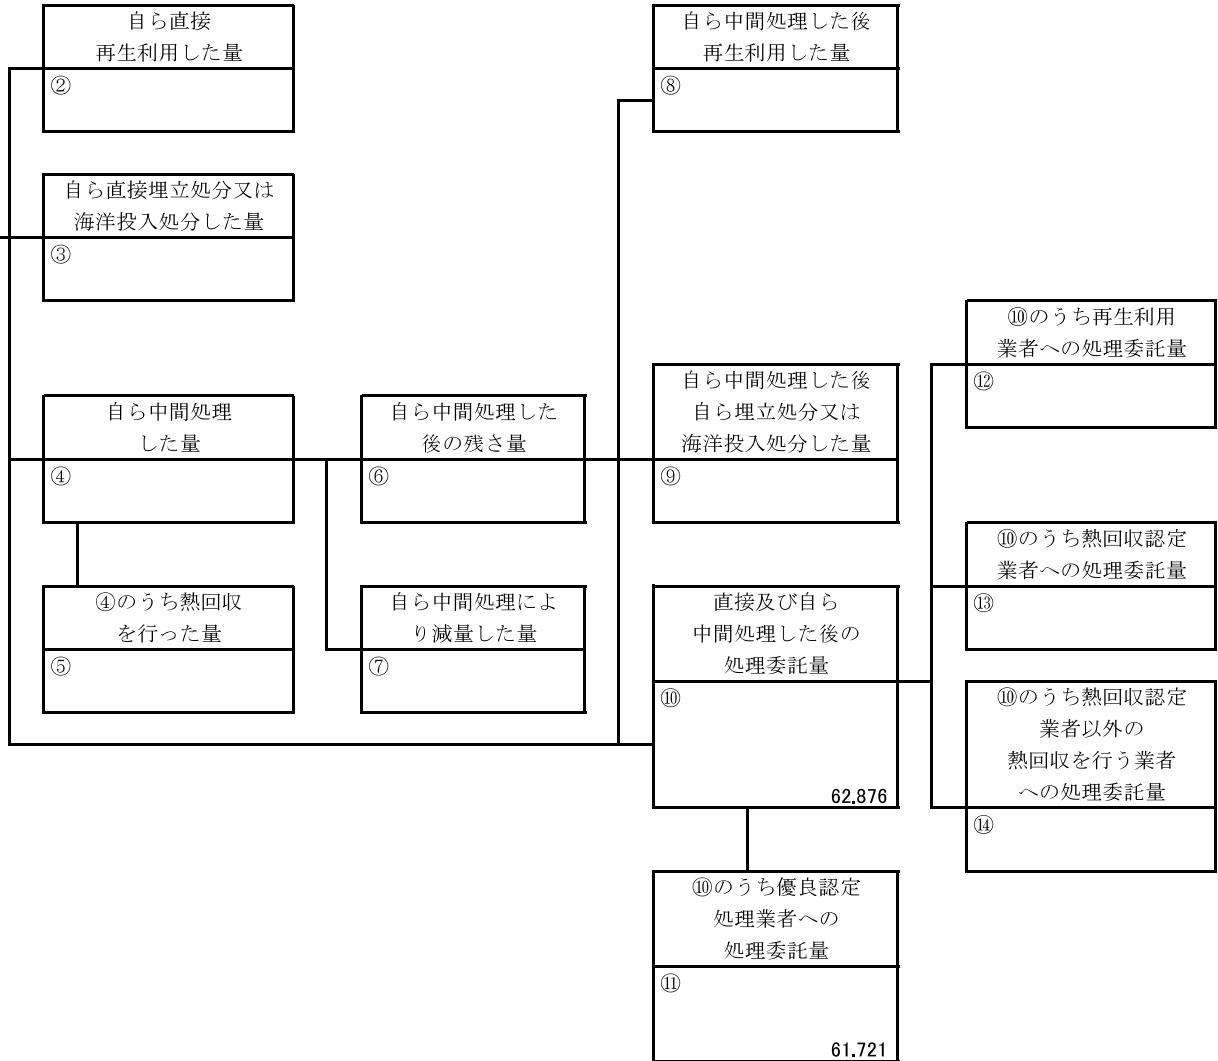 自ら直接
再生利用した量
②
自ら中間処理した後
再生利用した量
⑧
自ら直接埋立処分又は
海洋投入処分した量
③
⑩のうち再生利用
業者への処理委託量
⑫
自ら中間処理
した量
④
自ら中間処理した
後の残さ量
⑥
自ら中間処理した後
自ら埋立処分又は
海洋投入処分した量
⑨
⑩のうち熱回収認定
業者への処理委託量
⑬
④のうち熱回収
を行った量
⑤
自ら中間処理によ
り減量した量
⑦
直接及び自ら
中間処理した後の
処理委託量
⑩
62.876
⑩のうち熱回収認定
業者以外の
熱回収を行う業者
への処理委託量
⑭
⑩のうち優良認定
処理業者への
処理委託量
⑪
61.721